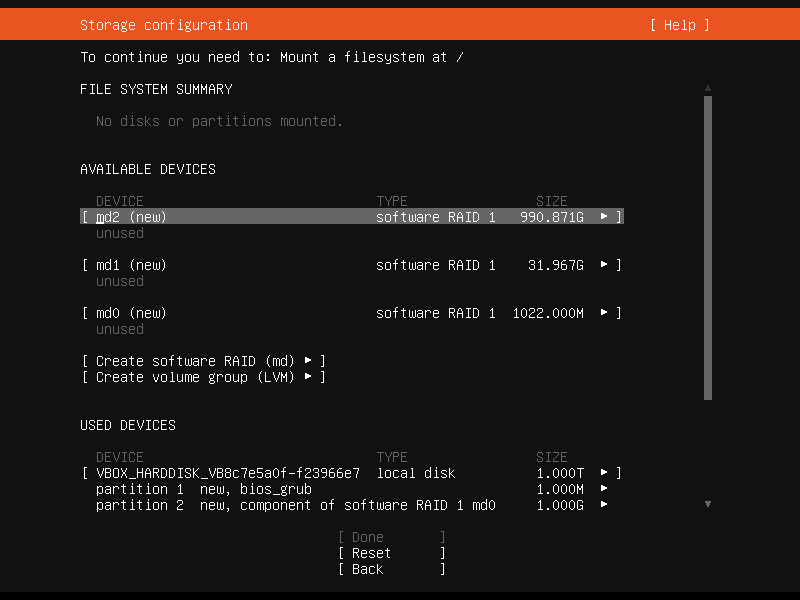 Storage configuration [ Help ]
To continue you need to: Mount a filesystem at /
FILE SYSTEM SUMMARY
No disks or partitions mounted.
AVAILABLE DEVICES
DEVICE TYPE SIZE
[ md2 (new) software RAID 1 990.871G ▸ ]
unused
[ md1 (new) software RAID 1 31.967G ▸ ]
unused
[ md0 (new) software RAID 1 1022.000M ▸ ]
unused
[ Create software RAID (md) ▸ ]
[ Create volume group (LVM) ▸ ]
USED DEVICES
DEVICE TYPE SIZE
[ VBOX_HARDDISK_VB8c7e5a0f-f23966e7 local disk 1.000T ▸ ]
partition 1 new, bios_grub 1.000M ▸
partition 2 new, component of software RAID 1 md0 1.000G ▸
[ Done ]
[ Reset ]
[ Back ]